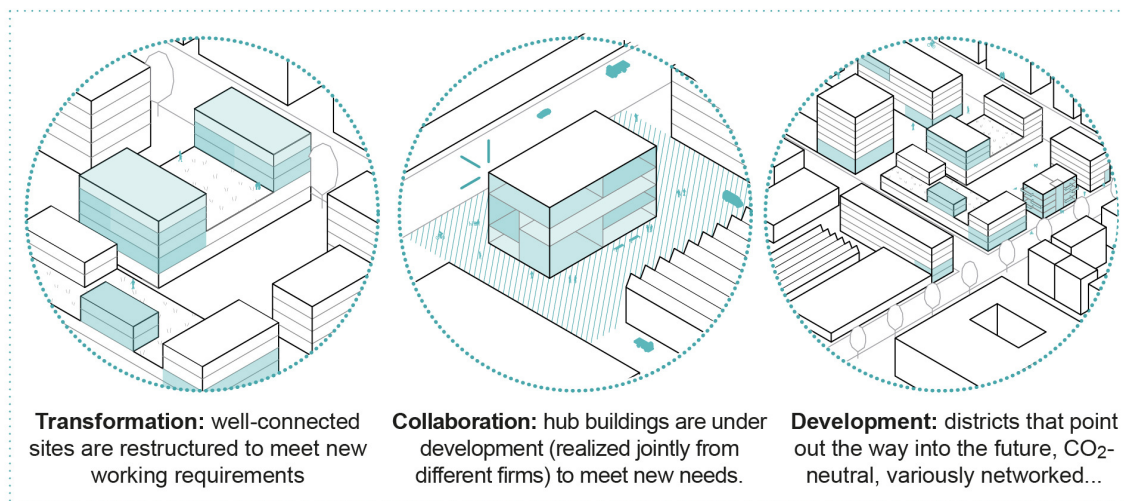 Transformation: well-connected
sites are restructured to meet new
working requirements
Collaboration: hub buildings are under
development (realized jointly from
different firms) to meet new needs.
Development: districts that point
out the way into the future, CO₂-
neutral, variously networked...